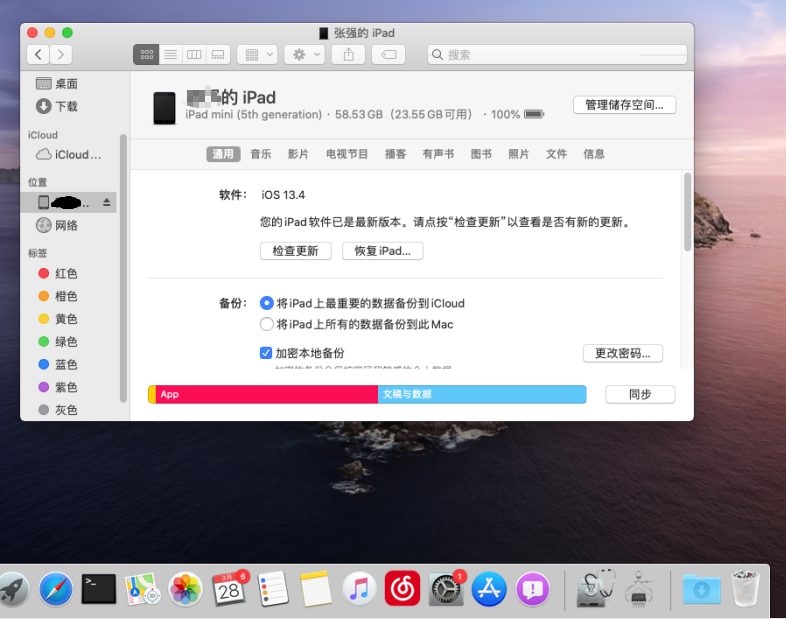 张强的 iPad
搜索
桌面
下载
iCloud
iCloud...
位置
网络
标签
红色
橙色
黄色
绿色
蓝色
紫色
灰色
的 iPad
iPad mini (5th generation) · 58.53 GB（23.55 GB可用） · 100%
管理储存空间...
通用 音乐 影片 电视节目 播客 有声书 图书 照片 文件 信息
软件： iOS 13.4
您的 iPad 软件已是最新版本。请点按“检查更新”以查看是否有新的更新。
检查更新 恢复 iPad...
备份： 将 iPad 上最重要的数据备份到 iCloud
将 iPad 上所有的数据备份到此 Mac
加密本地备份 更改密码...
App 文稿与数据 同步
3月 6
28
1